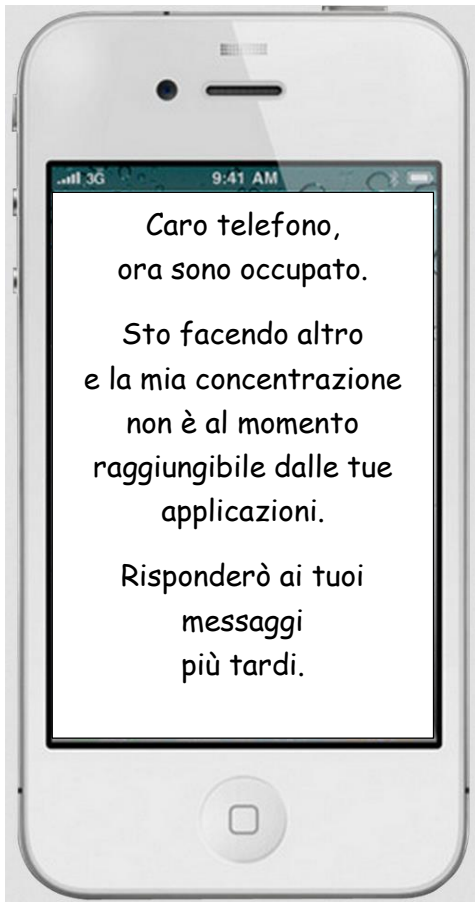 3G 9:41 AM
Caro telefono,
ora sono occupato.
Sto facendo altro
e la mia concentrazione
non è al momento
raggiungibile dalle tue
applicazioni.
Risponderò ai tuoi
messaggi
più tardi.